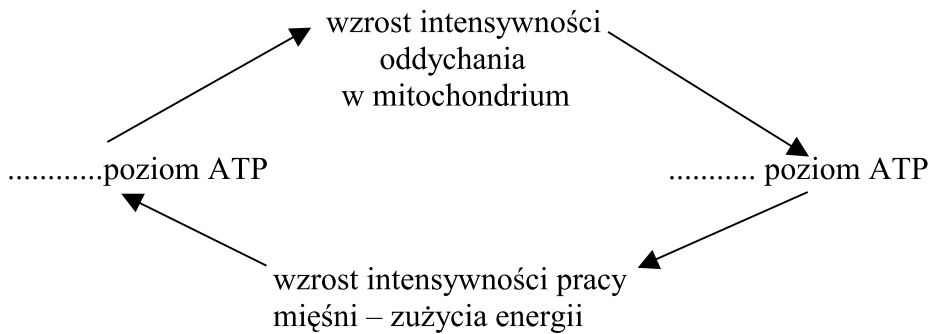 wzrost intensywności
oddychania
w mitochondrium
............poziom ATP
........... poziom ATP
wzrost intensywności pracy
mięśni – zużycia energii